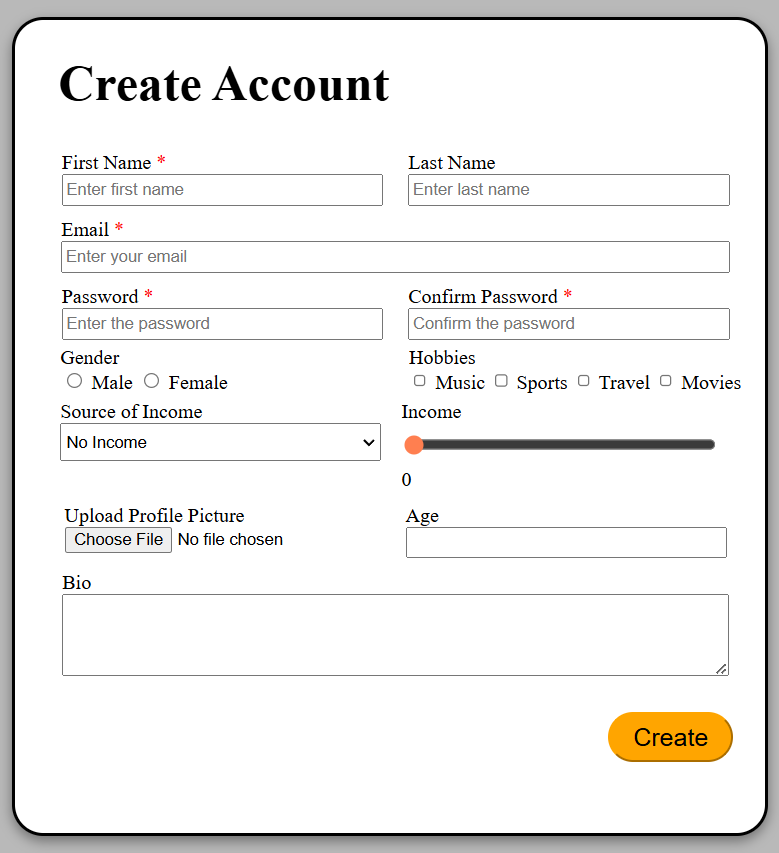 Create Account
First Name * Last Name
Enter first name Enter last name
Email *
Enter your email
Password * Confirm Password *
Enter the password Confirm the password
Gender Hobbies
Male Female Music Sports Travel Movies
Source of Income Income
No Income
0
Upload Profile Picture Age
Choose File No file chosen
Bio
Create